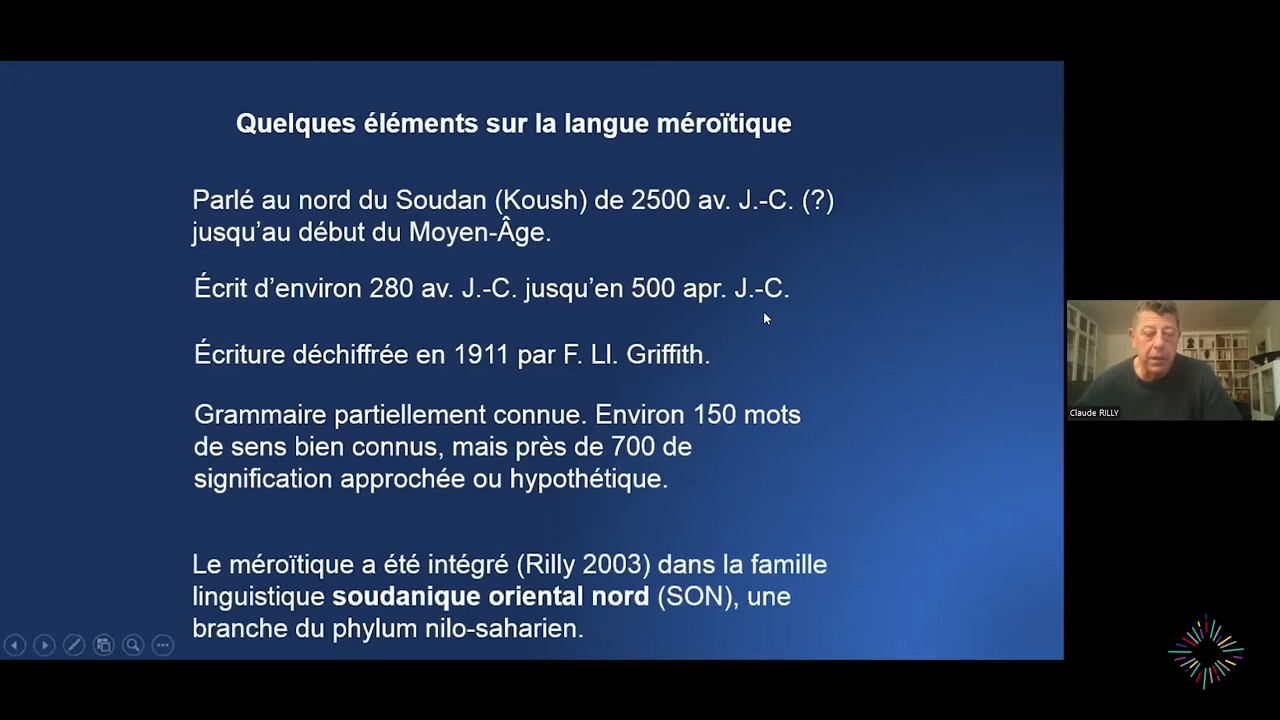 Quelques éléments sur la langue méroïtique
Parlé au nord du Soudan (Koush) de 2500 av. J.-C. (?)
jusqu’au début du Moyen-Âge.
Écrit d’environ 280 av. J.-C. jusqu’en 500 apr. J.-C.
Écriture déchiffrée en 1911 par F. Ll. Griffith.
Grammaire partiellement connue. Environ 150 mots
de sens bien connus, mais près de 700 de
signification approchée ou hypothétique.
Le méroïtique a été intégré (Rilly 2003) dans la famille
linguistique soudanique oriental nord (SON), une
branche du phylum nilo-saharien.
Claude RILLY